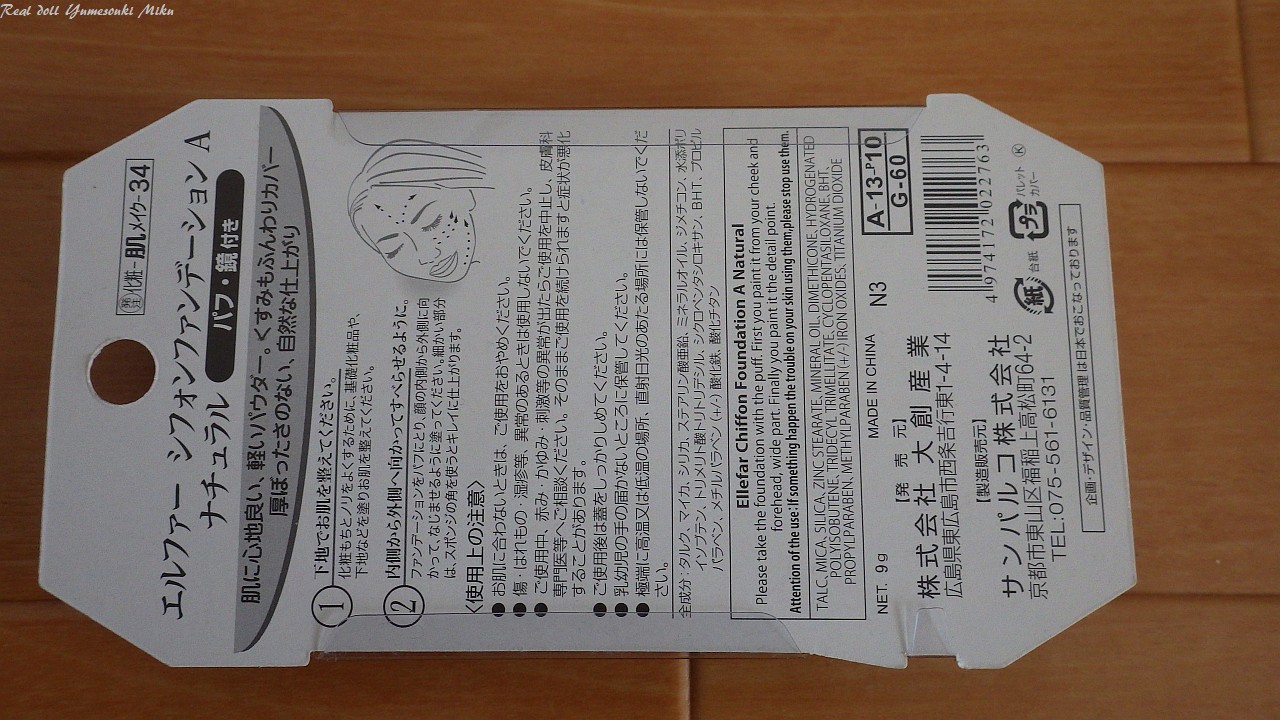 Real doll Yumesouki Miku
化粧-肌メイケ-34
エルファー シフォンファンデーション A
ナチュラル パフ・鏡 付き
肌に心地良い、軽いパウダー。くすみもふんわりカバー
厚ぼったさのない、自然な仕上がり
1 下地でお肌を整えてください。
化粧もちとノリをよくするために、基礎化粧品や、
下地などを塗りお肌を整えてください。
2 内側から外側へ向かってすべらせるように。
ファンデーションをパフにとり、顔の内側から外側に向
かって、なじませるように塗ってください。細かい部分
は、スポンジの角を使うとキレイに仕上がります。
〈使用上の注意〉
●お肌に合わないときは、ご使用をおやめください。
●傷・はれもの・湿疹等、異常のあるときは使用しないでください。
●ご使用中、赤み・かゆみ・刺激等の異常が出たらご使用を中止し、皮膚科
専門医等へご相談ください。そのままご使用を続けられますと症状が悪化
することがあります。
●ご使用後は蓋をしっかりしめてください。
●乳幼児の手の届かないところに保管してください。
●極端に高温又は低温の場所、直射日光のあたる場所には保管しないでくだ
さい。
全成分：タルク、マイカ、シリカ、ステアリン酸亜鉛、ミネラルオイル、ジメチコン、水添ポリ
イソブテン、トリメリト酸トリトリデシル、シクロペンタシロキサン、BHT、プロピル
パラベン、メチルパラベン、(+/-) 酸化鉄、酸化チタン
Ellefar Chiffon Foundation A Natural
Please take the foundation with the puff. First you paint it from your cheek and
forehead, wide part. Finally you paint it the detail point.
Attention of the use: If something happen the trouble on your skin using them,please stop use them.
TALC, MICA, SILICA, ZINC STEARATE, MINERAL OIL, DIMETHICONE, HYDROGENATED
POLYISOBUTENE, TRIDECYL TRIMELLITATE, CYCLOPENTASILOXANE, BHT,
PROPYLPARABEN, METHYLPARABEN (+/-) IRON OXIDES, TITANIUM DIOXIDE
A-13-P10
G-60
NET. 9g MADE IN CHINA N3
【発売元】
株式会社大創産業
広島県東広島市西条吉行東1-4-14
4 974172 022763
【製造販売元】
サンパルコ株式会社
京都市東山区福稲上高松町64-2
TEL:075-561-6131
紙 台紙
プラ パレット カバー
K
企画・デザイン・品質管理 は日本でおこなっております